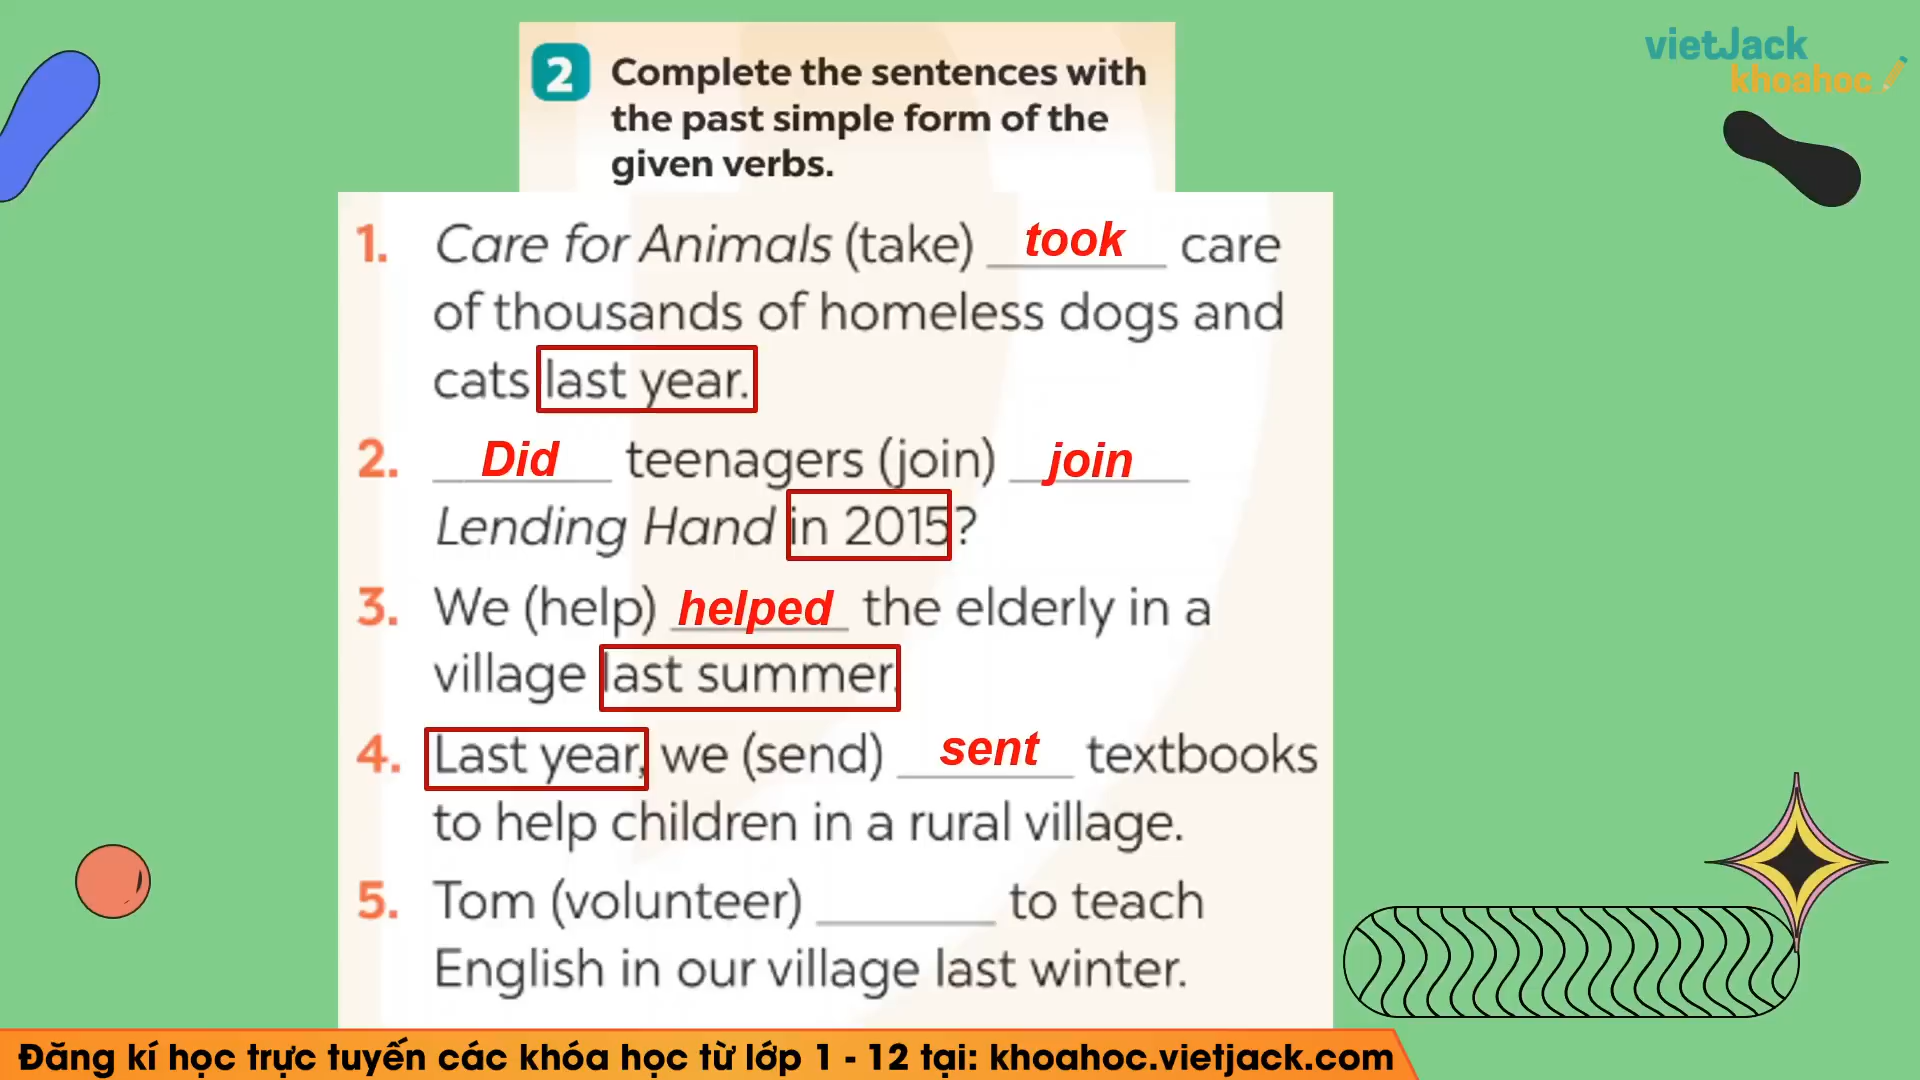 vietJack
khoahoc
2 Complete the sentences with
the past simple form of the
given verbs.
1. Care for Animals (take) took care
of thousands of homeless dogs and
cats last year.
2. Did teenagers (join) join
Lending Hand in 2015?
3. We (help) helped the elderly in a
village last summer.
4. Last year, we (send) sent textbooks
to help children in a rural village.
5. Tom (volunteer) ______ to teach
English in our village last winter.
Đăng kí học trực tuyến các khóa học từ lớp 1 - 12 tại: khoahoc.vietjack.com